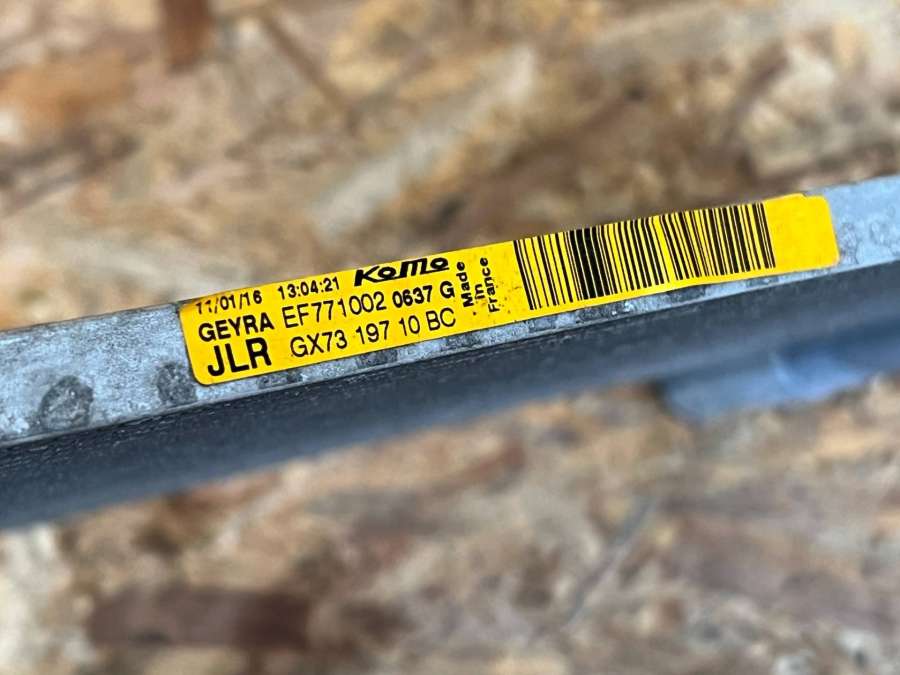 11/01/16 13:04:21 KoMo
GEYRA EF771002 0637 G
JLR GX73 197 10 BC
Made
in
France